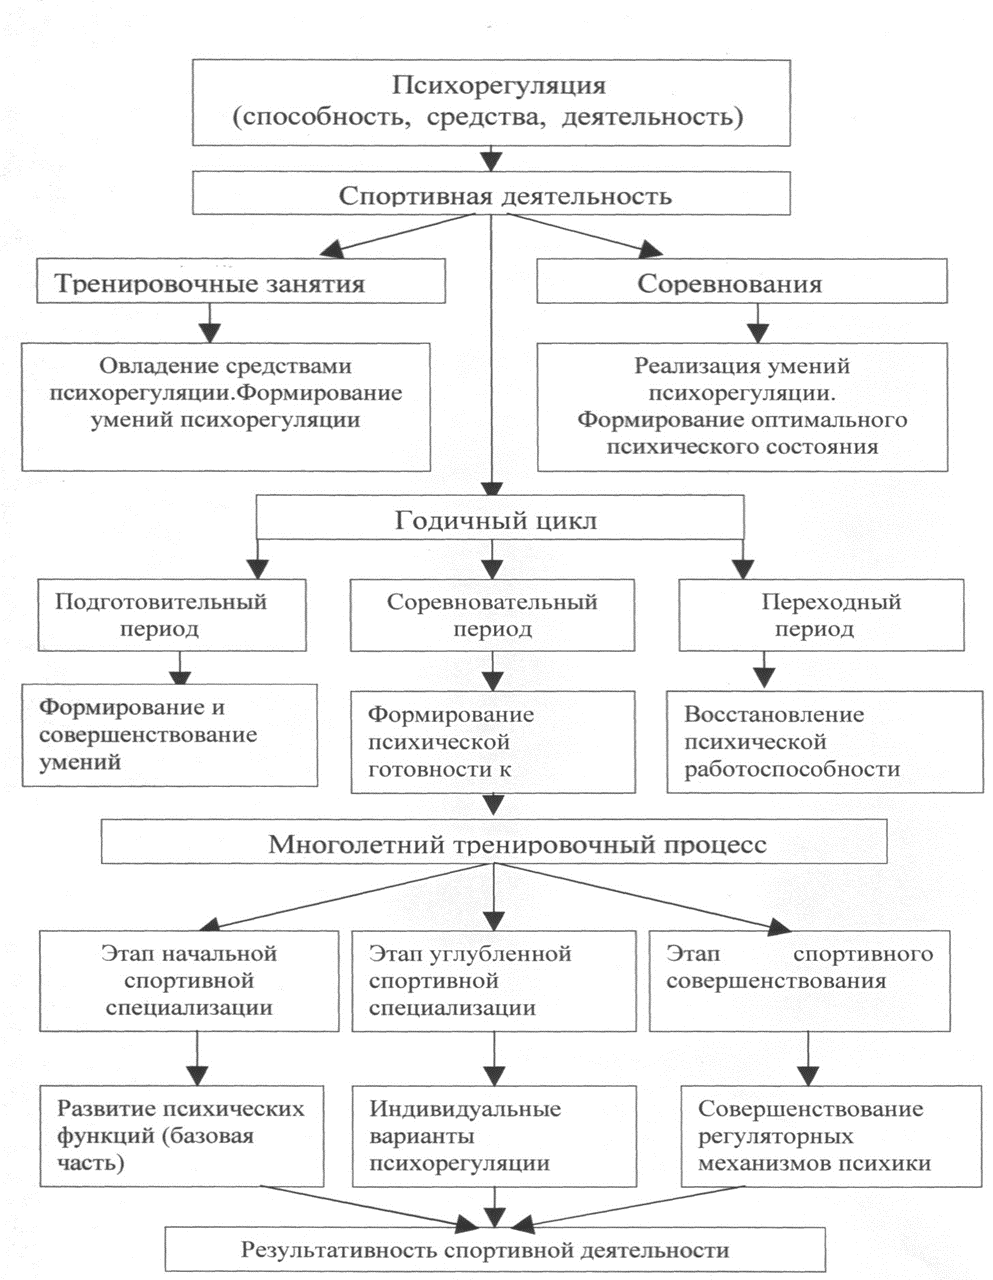 Психорегуляция
(способность, средства, деятельность)
Спортивная деятельность
Тренировочные занятия
Соревнования
Овладение средствами
психорегуляции.Формирование
умений психорегуляции
Реализация умений
психорегуляции.
Формирование оптимального
психического состояния
Годичный цикл
Подготовительный
период
Соревновательный
период
Переходный
период
Формирование и
совершенствование
умений
Формирование
психической
готовности к
Восстановление
психической
работоспособности
Многолетний тренировочный процесс
Этап начальной
спортивной
специализации
Этап углубленной
спортивной
специализации
Этап спортивного
совершенствования
Развитие психических
функций (базовая
часть)
Индивидуальные
варианты
психорегуляции
Совершенствование
регуляторных
механизмов психики
Результативность спортивной деятельности